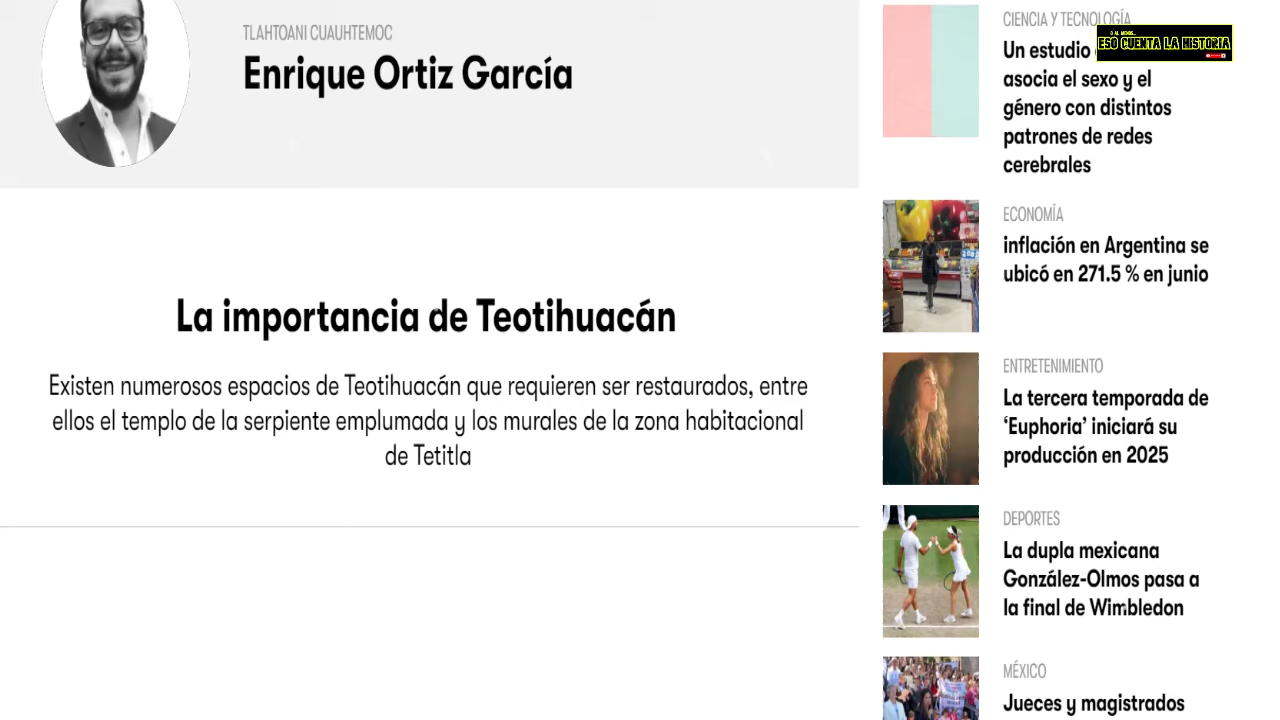 TLAHTOANI CUAUHTEMOC
Enrique Ortiz García
La importancia de Teotihuacán
Existen numerosos espacios de Teotihuacán que requieren ser restaurados, entre
ellos el templo de la serpiente emplumada y los murales de la zona habitacional
de Tetitla
CIENCIA Y TECNOLOGÍA
O AL MENOS...
ESO CUENTA LA HISTORIA
Un estudio
asocia el sexo y el
género con distintos
patrones de redes
cerebrales
ECONOMÍA
inflación en Argentina se
ubicó en 271.5 % en junio
ENTRETENIMIENTO
La tercera temporada de
‘Euphoria’ iniciará su
producción en 2025
DEPORTES
La dupla mexicana
González-Olmos pasa a
la final de Wimbledon
MÉXICO
Jueces y magistrados